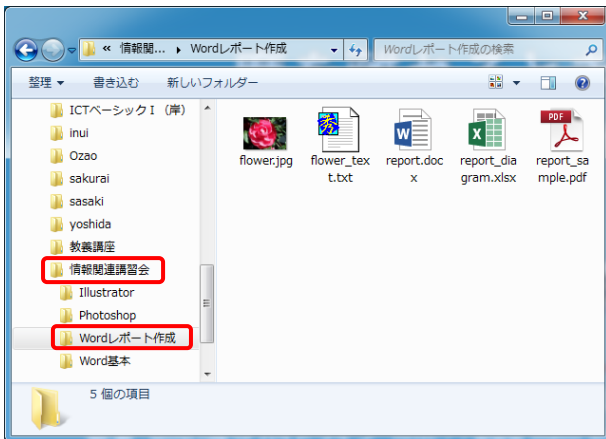 « 情報関... ▸ Wordレポート作成
Wordレポート作成の検索
整理 ▼ 書き込む 新しいフォルダー
ICTベーシックⅠ (岸)
inui
Ozao
sakurai
sasaki
yoshida
教養講座
情報関連講習会
Illustrator
Photoshop
Wordレポート作成
Word基本
秀
W
X
PDF
flower.jpg
flower_tex
t.txt
report.doc
x
report_dia
gram.xlsx
report_sa
mple.pdf
5 個の項目